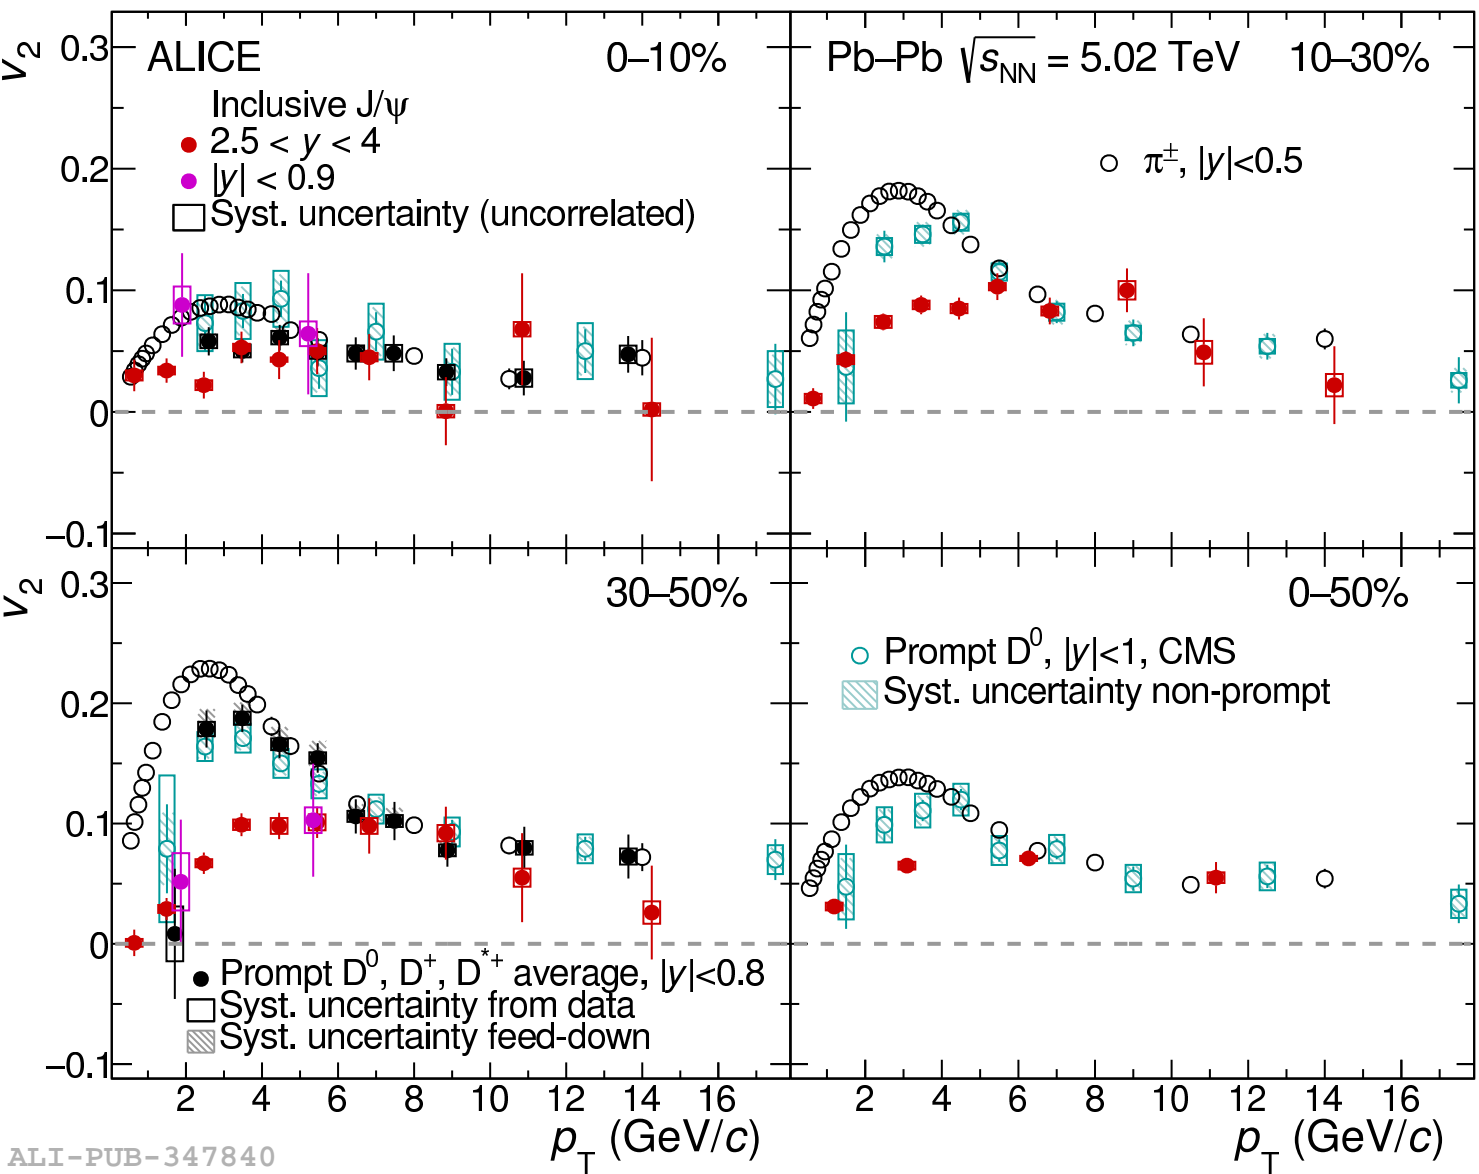 v2
0.3
ALICE
0–10%
Pb–Pb √sNN = 5.02 TeV
10–30%
Inclusive J/ψ
2.5 < y < 4
|y| < 0.9
Syst. uncertainty (uncorrelated)
π±, |y|<0.5
0.2
0.1
0
−0.1
v2
0.3
30–50%
0–50%
Prompt D0, |y|<1, CMS
Syst. uncertainty non-prompt
0.2
0.1
0
Prompt D0, D+, D*+ average, |y|<0.8
Syst. uncertainty from data
Syst. uncertainty feed-down
−0.1
2 4 6 8 10 12 14 16
2 4 6 8 10 12 14 16
pT (GeV/c)
pT (GeV/c)
ALI-PUB-347840